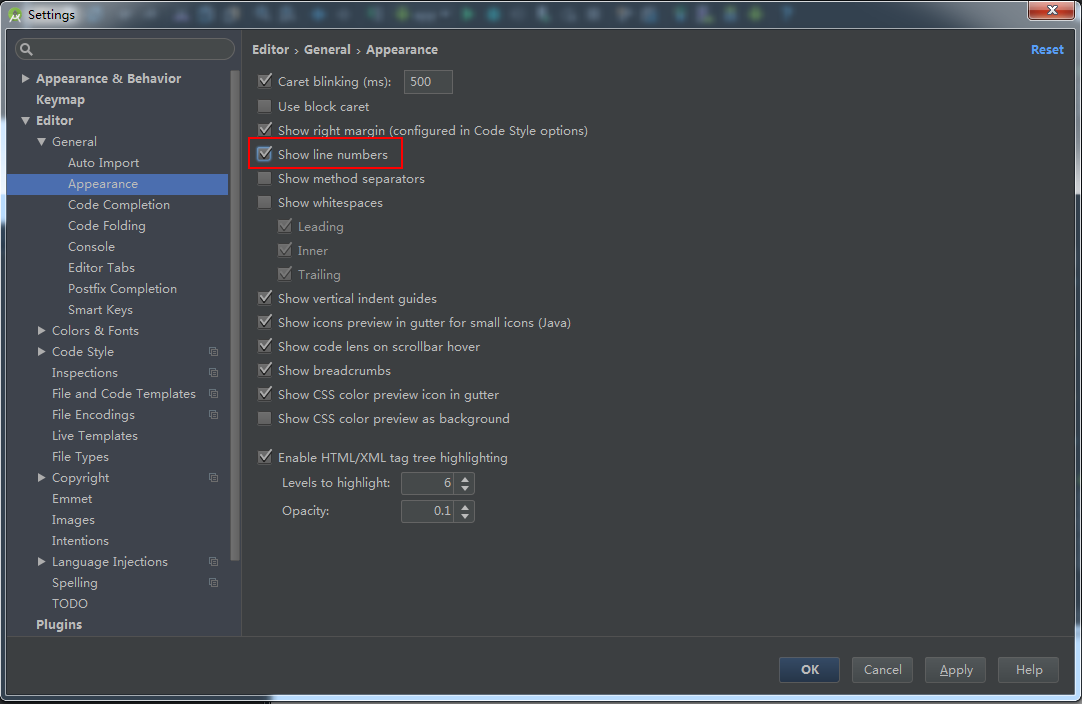 Settings
Appearance & Behavior
Keymap
Editor
General
Auto Import
Appearance
Code Completion
Code Folding
Console
Editor Tabs
Postfix Completion
Smart Keys
Colors & Fonts
Code Style
Inspections
File and Code Templates
File Encodings
Live Templates
File Types
Copyright
Emmet
Images
Intentions
Language Injections
Spelling
TODO
Plugins
Editor › General › Appearance
Reset
Caret blinking (ms): 500
Use block caret
Show right margin (configured in Code Style options)
Show line numbers
Show method separators
Show whitespaces
Leading
Inner
Trailing
Show vertical indent guides
Show icons preview in gutter for small icons (Java)
Show code lens on scrollbar hover
Show breadcrumbs
Show CSS color preview icon in gutter
Show CSS color preview as background
Enable HTML/XML tag tree highlighting
Levels to highlight: 6
Opacity: 0.1
OK Cancel Apply Help